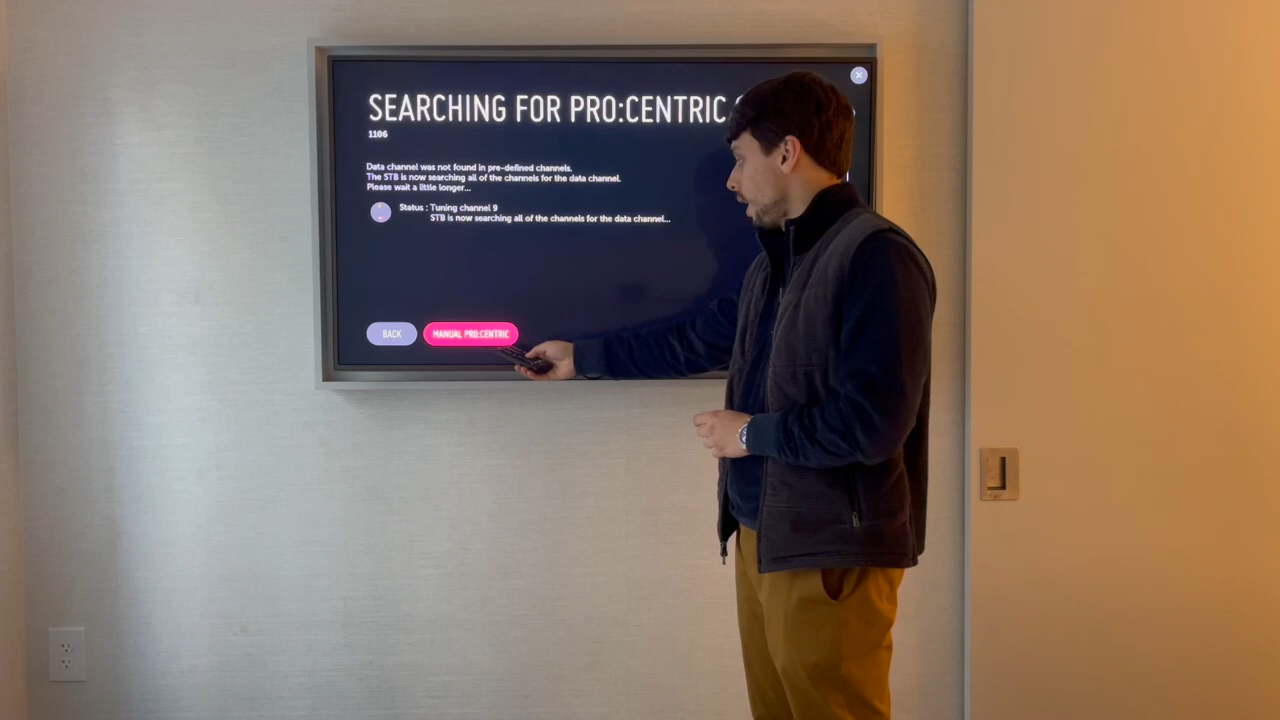 SEARCHING FOR PRO:CENTRIC
1106
Data channel was not found in pre-defined channels.
The STB is now searching all of the channels for the data channel.
Please wait a little longer...
Status : Tuning channel 9
STB is now searching all of the channels for the data channel...
BACK
MANUAL PRO:CENTRIC